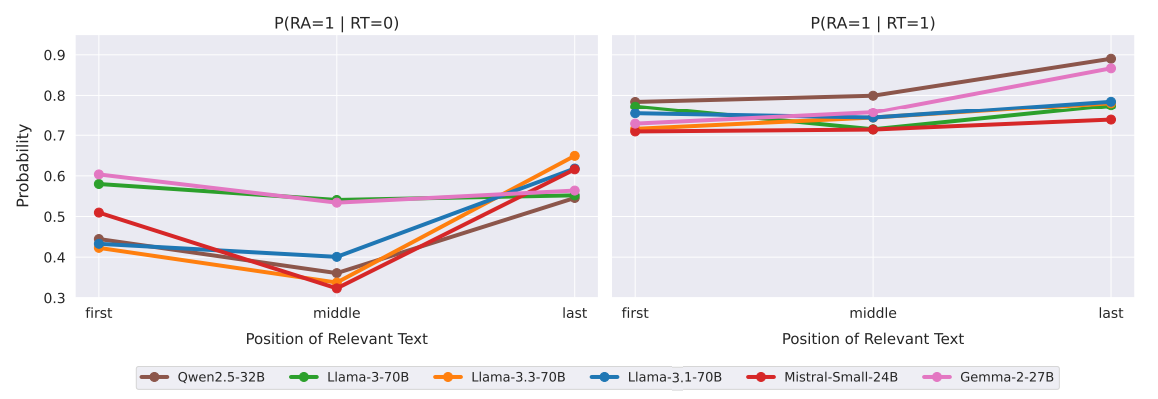 P(RA=1 | RT=0)
P(RA=1 | RT=1)
Probability
0.9
0.8
0.7
0.6
0.5
0.4
0.3
first middle last
first middle last
Position of Relevant Text
Position of Relevant Text
Qwen2.5-32B Llama-3-70B Llama-3.3-70B Llama-3.1-70B Mistral-Small-24B Gemma-2-27B